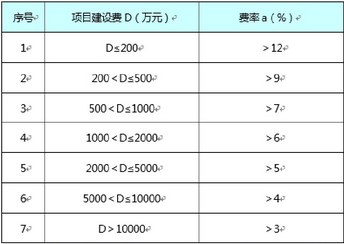 序号 项目建设费 D（万元） 费率 a（%）
1 D≤200 >12
2 200<D≤500 >9
3 500<D≤1000 >7
4 1000<D≤2000 >6
5 2000<D≤5000 >5
6 5000<D≤10000 >4
7 D>10000 >3